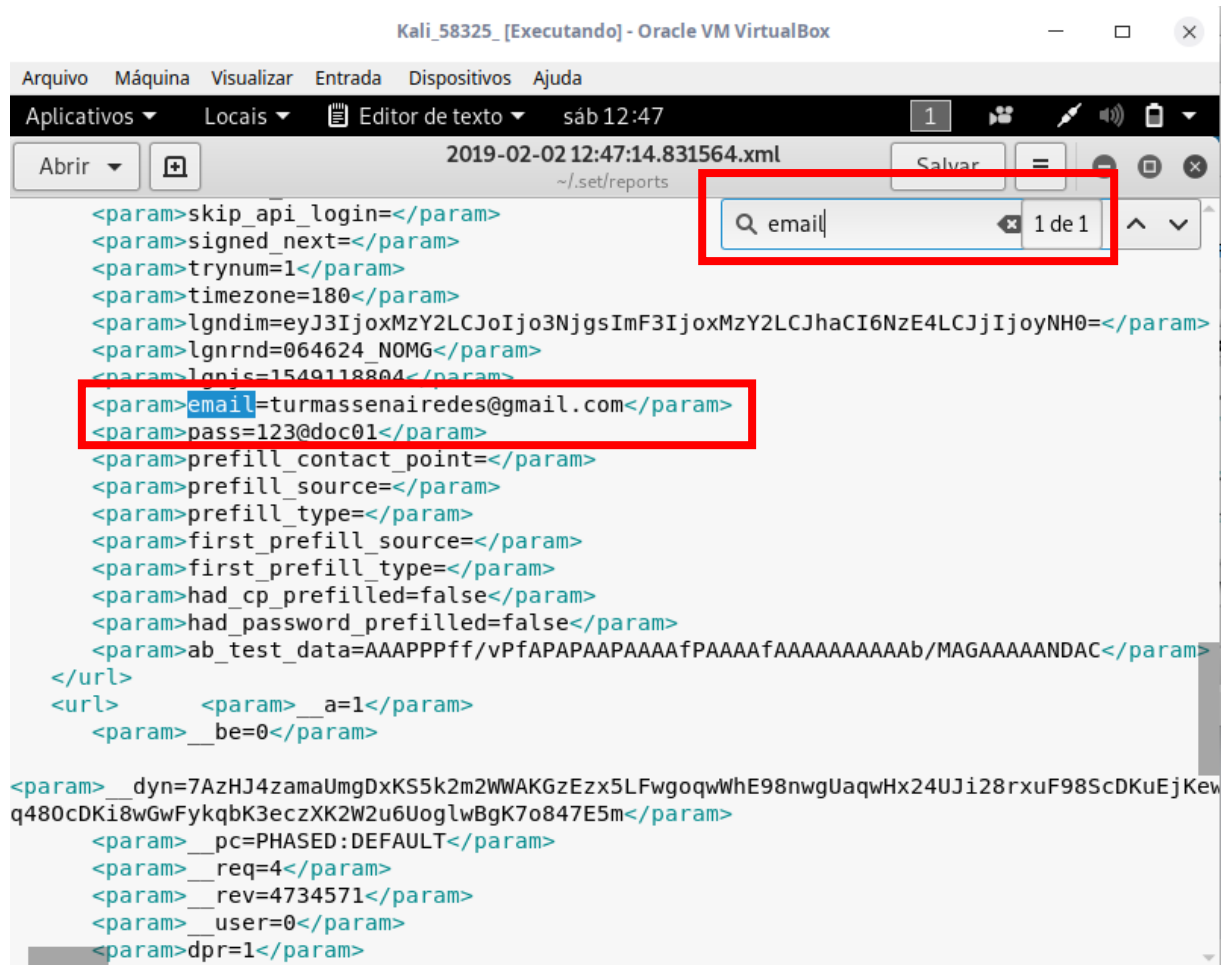 Kali_58325_ [Executando] - Oracle VM VirtualBox
Arquivo Máquina Visualizar Entrada Dispositivos Ajuda
Aplicativos Locais Editor de texto sáb 12:47 1
Abrir 2019-02-02 12:47:14.831564.xml Salvar
~/.set/reports
email 1 de 1
<param>skip_api_login=</param>
<param>signed_next=</param>
<param>trynum=1</param>
<param>timezone=180</param>
<param>lgndim=eyJ3IjoxMzY2LCJoIjo3NjgsImF3IjoxMzY2LCJhaCI6NzE4LCJjIjoyNH0=</param>
<param>lgnrnd=064624_NOMG</param>
<param>lgnjs=1549118804</param>
<param>email=turmassenairedes@gmail.com</param>
<param>pass=123@doc01</param>
<param>prefill_contact_point=</param>
<param>prefill_source=</param>
<param>prefill_type=</param>
<param>first_prefill_source=</param>
<param>first_prefill_type=</param>
<param>had_cp_prefilled=false</param>
<param>had_password_prefilled=false</param>
<param>ab_test_data=AAAPPPff/vPfAPAPAAPAAAAfPAAAAfAAAAAAAAAAb/MAGAAAAANDAC</param>
</url>
<url> <param>__a=1</param>
<param>__be=0</param>
<param>__dyn=7AzHJ4zamaUmgDxKS5k2m2WWAKGzEzx5LFwgoqwWhE98nwgUaqwHx24UJi28rxuF98ScDKuEjKew
q48OcDKi8wGwFykqbK3eczXK2W2u6UoglwBgK7o847E5m</param>
<param>__pc=PHASED:DEFAULT</param>
<param>__req=4</param>
<param>__rev=4734571</param>
<param>__user=0</param>
<param>dpr=1</param>